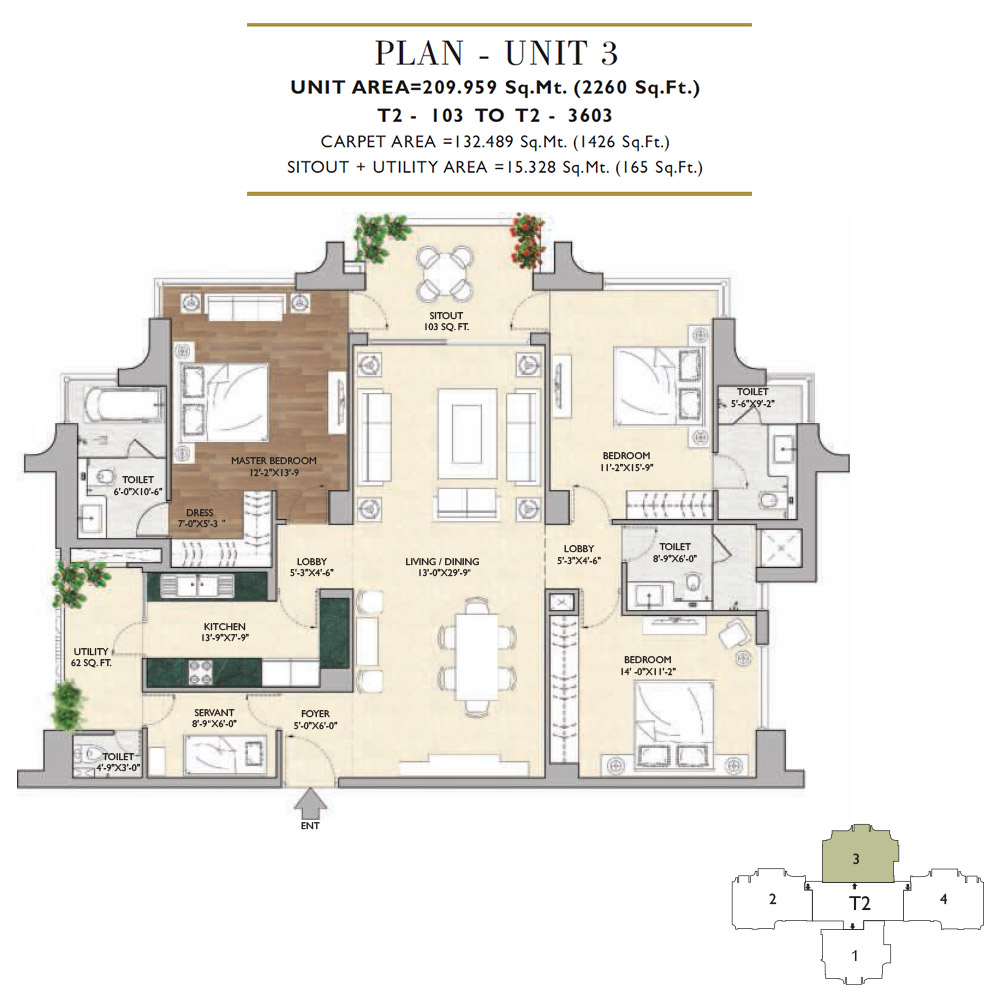 PLAN - UNIT 3
UNIT AREA=209.959 Sq.Mt. (2260 Sq.Ft.)
T2 - 103 TO T2 - 3603
CARPET AREA =132.489 Sq.Mt. (1426 Sq.Ft.)
SITOUT + UTILITY AREA =15.328 Sq.Mt. (165 Sq.Ft.)
SITOUT
103 SQ. FT.
TOILET
5'-6"X9'-2"
MASTER BEDROOM
12'-2"X13'-9
BEDROOM
11'-2"X15'-9"
TOILET
6'-0"X10'-6"
DRESS
7'-0"X5'-3 "
LOBBY
5'-3"X4'-6"
LIVING / DINING
13'-0"X29'-9"
LOBBY
5'-3"X4'-6"
TOILET
8'-9"X6'-0"
KITCHEN
13'-9"X7'-9"
UTILITY
62 SQ. FT.
BEDROOM
14' -0"X11'-2"
SERVANT
8'-9"X6'-0"
FOYER
5'-0"X6'-0"
TOILET
4'-9"X3'-0"
ENT
3
2
T2
4
1